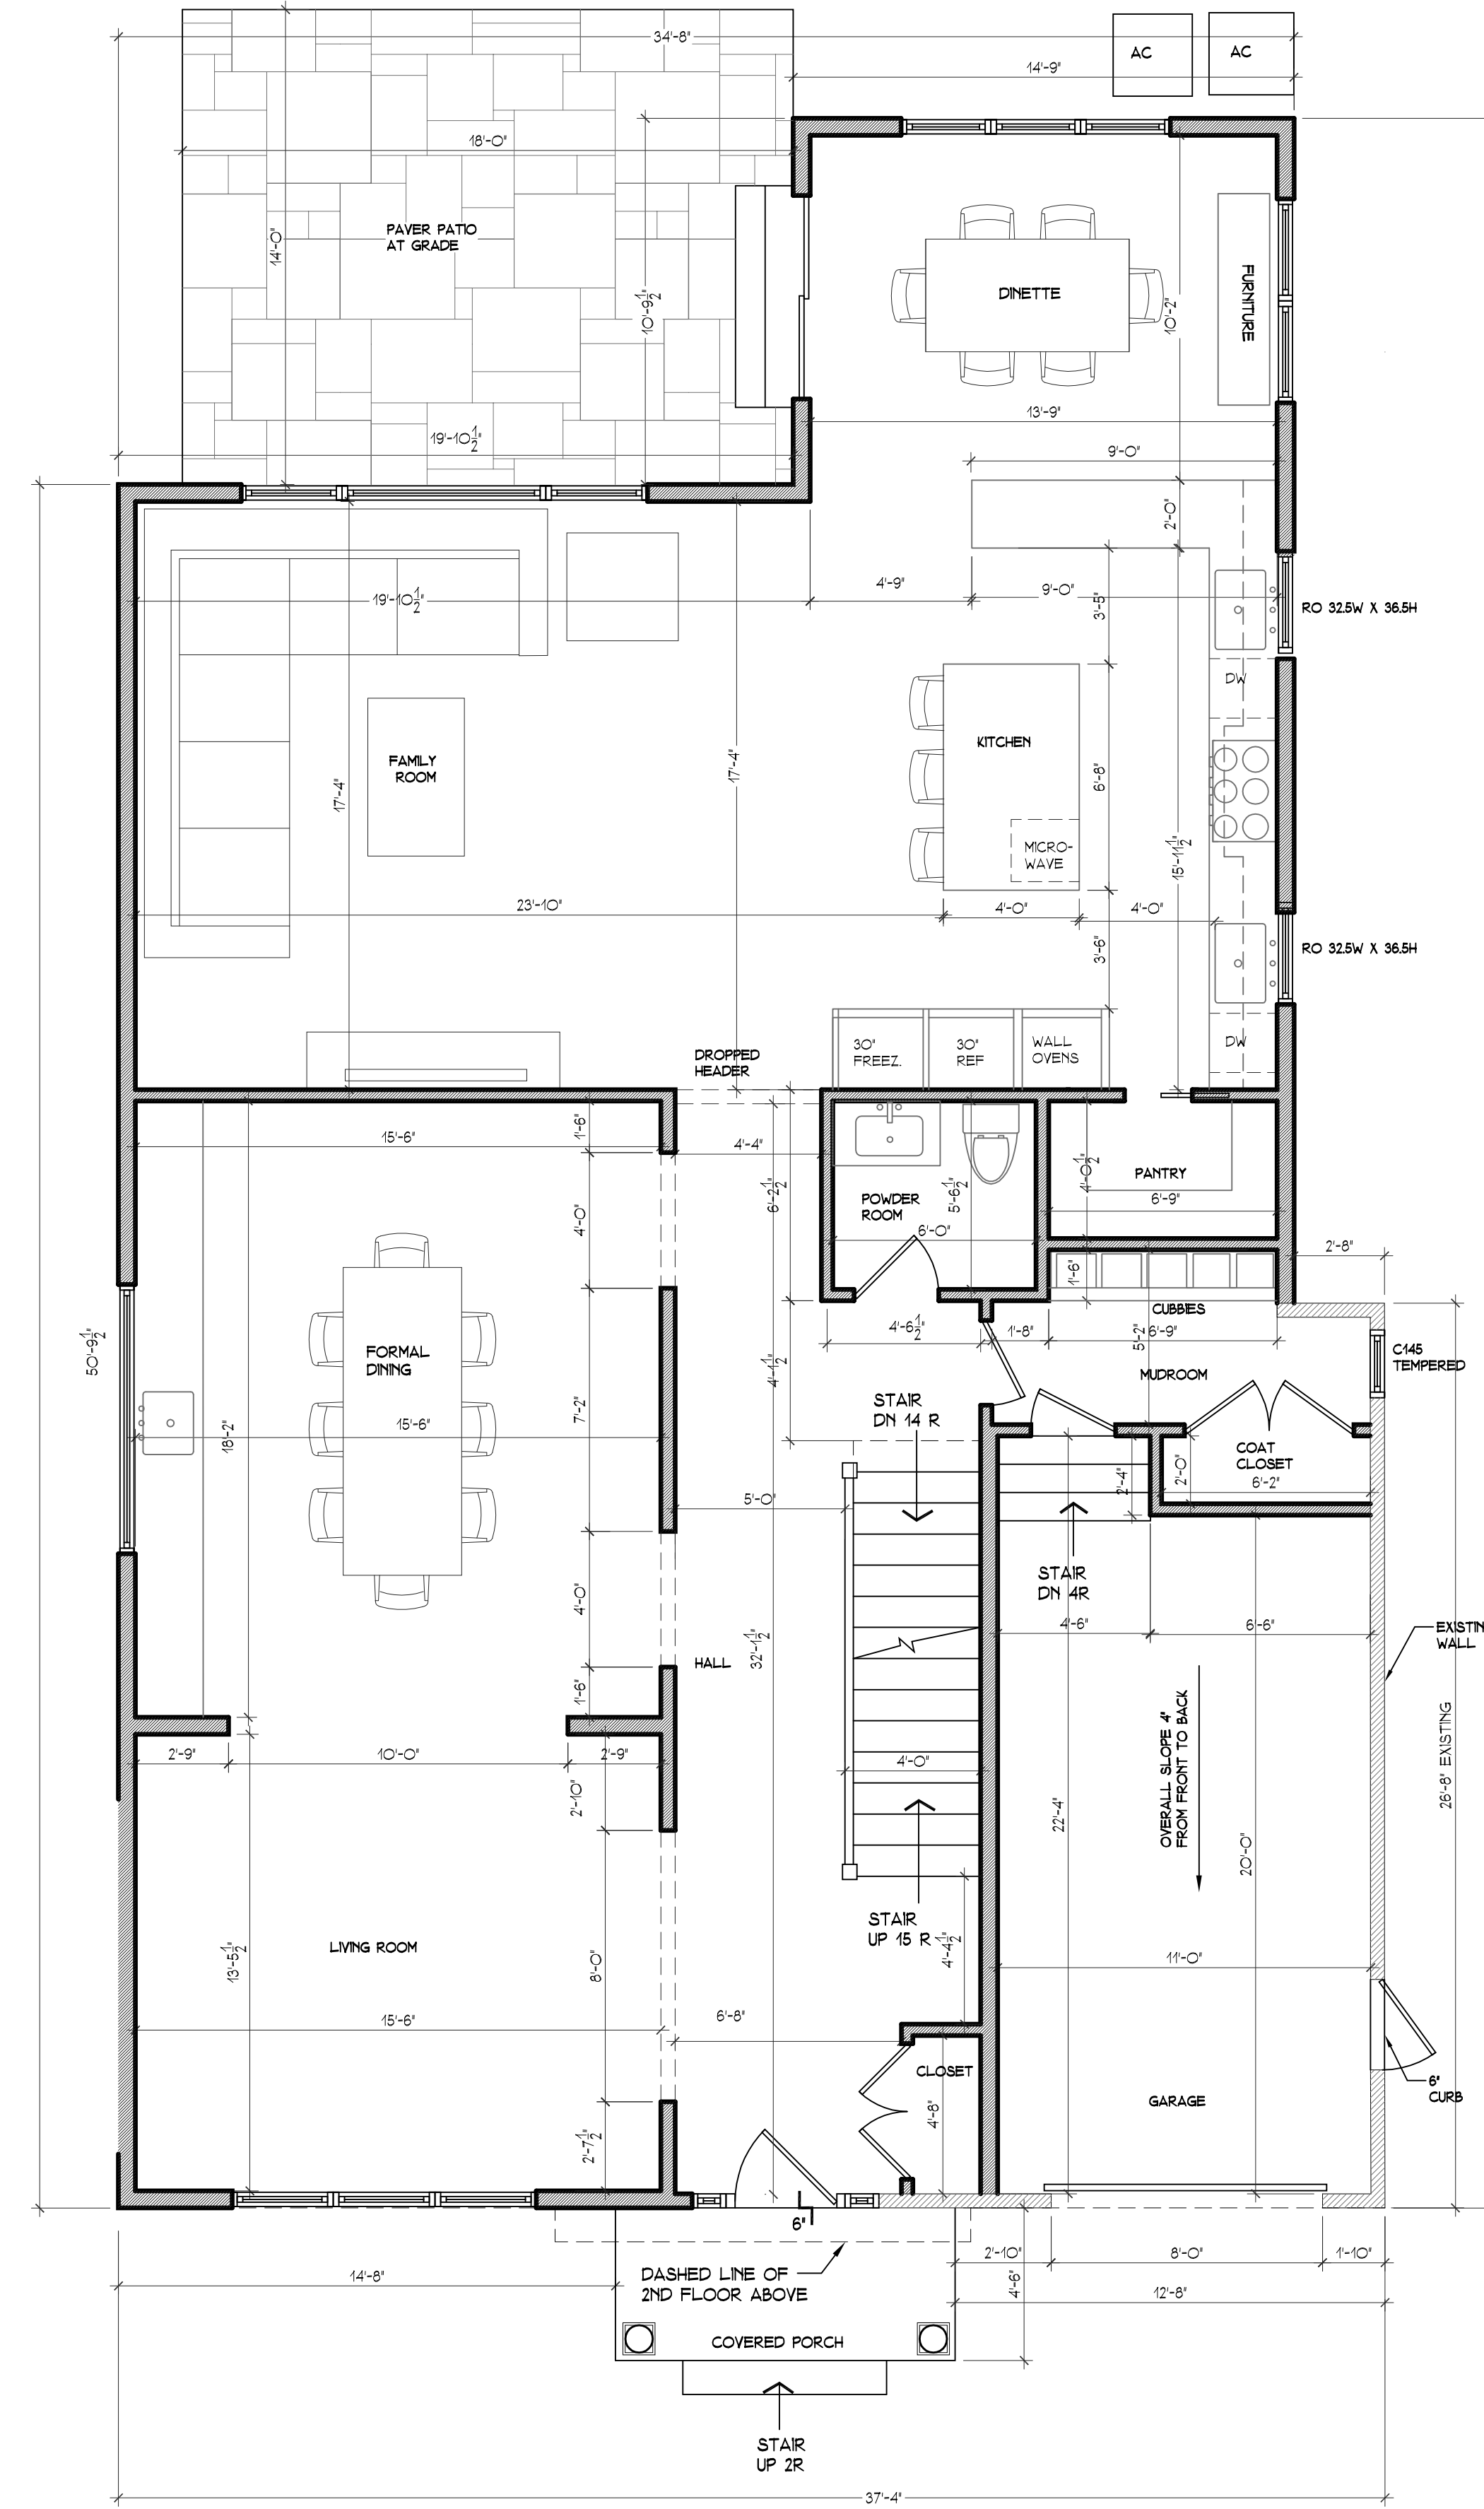 34'-8"
AC
AC
14'-9"
18'-0"
PAVER PATIO
AT GRADE
14'-0"
10'-9 1/2"
DINETTE
10'-2"
FURNITURE
13'-9"
19'-10 1/2"
9'-0"
2'-0"
4'-9"
9'-0"
19'-10 1/2"
3'-5"
RO 32.5W X 36.5H
DW
KITCHEN
FAMILY
ROOM
17'-4"
17'-4"
6'-8"
MICRO-
WAVE
15'-11 1/2"
23'-10"
4'-0"
4'-0"
3'-6"
RO 32.5W X 36.5H
DROPPED
HEADER
30"
FREEZ.
30"
REF
WALL
OVENS
DW
15'-6"
1'-6"
4'-4"
6'-2 1/2"
POWDER
ROOM
5'-6 1/2"
6'-0"
4'-0 1/2"
PANTRY
6'-9"
4'-0"
2'-8"
1'-6"
CUBBIES
4'-6 1/2"
1'-8"
5'-2"
6'-9"
50'-9 1/2"
FORMAL
DINING
4'-1 1/2"
MUDROOM
C145
TEMPERED
15'-6"
18'-2"
7'-2"
STAIR
DN 14 R
COAT
CLOSET
2'-4"
2'-0"
6'-2"
5'-0"
STAIR
DN 4R
4'-0"
4'-6"
6'-6"
EXISTIN
WALL
HALL
32'-1 1/2"
1'-6"
2'-9"
10'-0"
2'-9"
2'-10"
4'-0"
OVERALL SLOPE 4"
FROM FRONT TO BACK
26'-8" EXISTING
22'-4"
20'-0"
STAIR
UP 15 R
LIVING ROOM
13'-5 1/2"
8'-0"
4'-4 1/2"
11'-0"
15'-6"
6'-8"
CLOSET
4'-8"
GARAGE
6"
CURB
2'-7 1/2"
6"
14'-8"
DASHED LINE OF
2ND FLOOR ABOVE
2'-10"
8'-0"
1'-10"
4'-6"
12'-8"
COVERED PORCH
STAIR
UP 2R
37'-4"